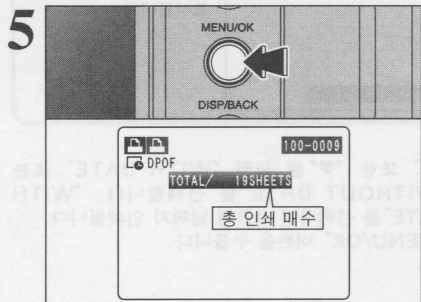 5
MENU/OK
DISP/BACK
100-0009
DPOF
TOTAL/ 19SHEETS
총 인쇄 매수